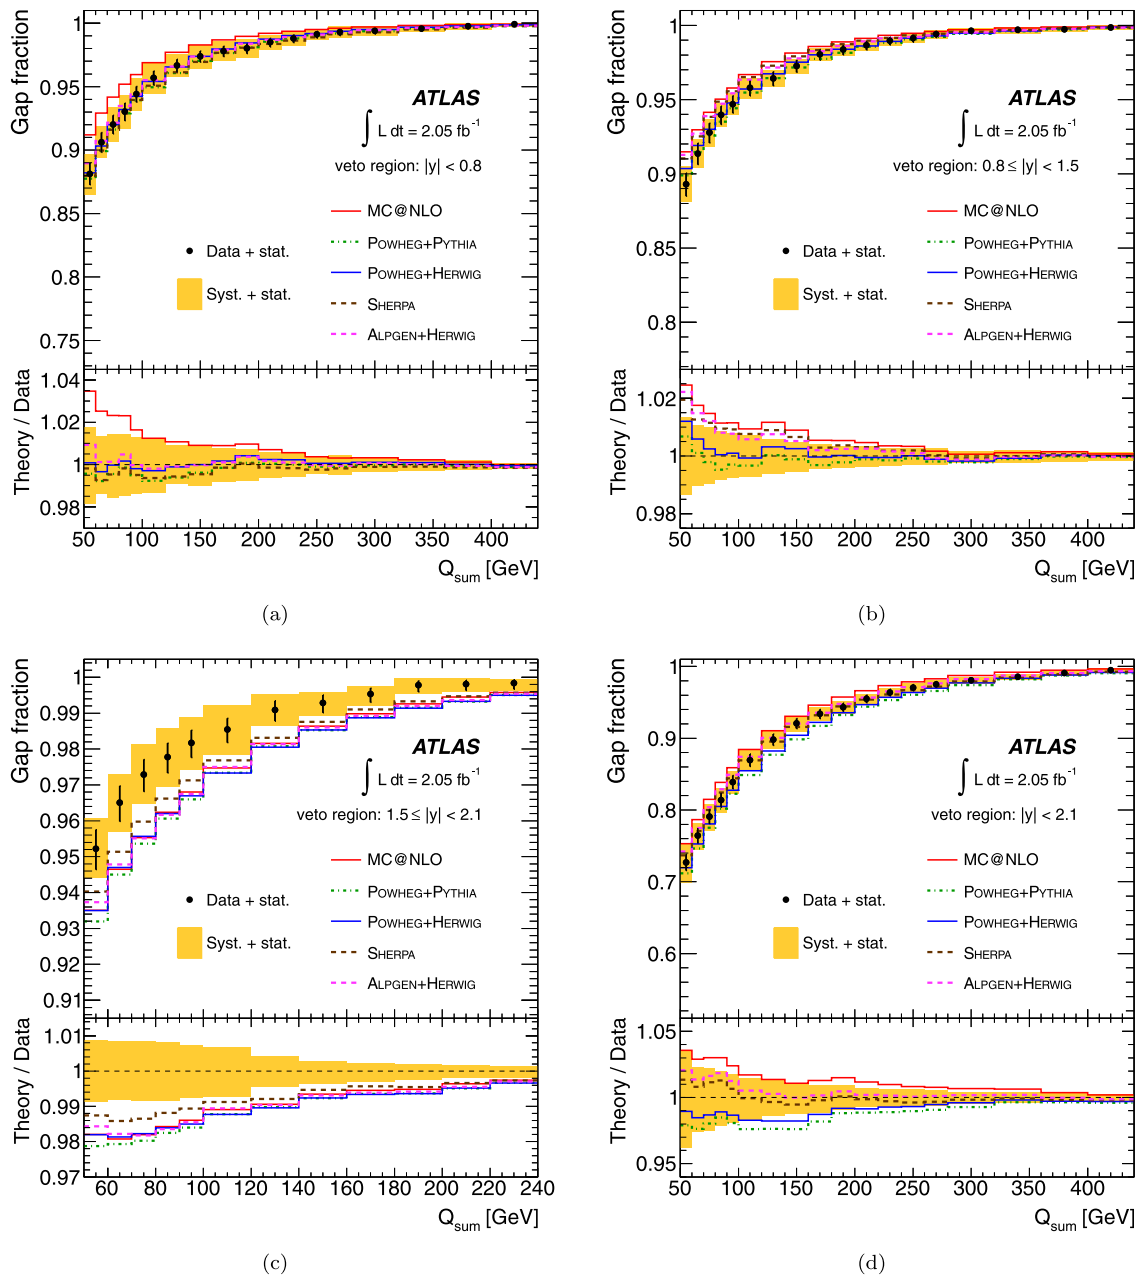 Gap fraction
1
0.95
0.9
0.85
0.8
0.75
ATLAS
∫ L dt = 2.05 fb⁻¹
veto region: |y| < 0.8
MC@NLO
Data + stat.
POWHEG+PYTHIA
POWHEG+HERWIG
Syst. + stat.
SHERPA
ALPGEN+HERWIG
Theory / Data
1.04
1.02
1
0.98
50 100 150 200 250 300 350 400
Q_sum [GeV]
(a)
Gap fraction
1
0.95
0.9
0.85
0.8
ATLAS
∫ L dt = 2.05 fb⁻¹
veto region: 0.8 ≤ |y| < 1.5
MC@NLO
Data + stat.
POWHEG+PYTHIA
POWHEG+HERWIG
Syst. + stat.
SHERPA
ALPGEN+HERWIG
Theory / Data
1.02
1
0.98
50 100 150 200 250 300 350 400
Q_sum [GeV]
(b)
Gap fraction
1
0.99
0.98
0.97
0.96
0.95
0.94
0.93
0.92
0.91
ATLAS
∫ L dt = 2.05 fb⁻¹
veto region: 1.5 ≤ |y| < 2.1
MC@NLO
Data + stat.
POWHEG+PYTHIA
POWHEG+HERWIG
Syst. + stat.
SHERPA
ALPGEN+HERWIG
Theory / Data
1.01
1
0.99
0.98
0.97
60 80 100 120 140 160 180 200 220 240
Q_sum [GeV]
(c)
Gap fraction
1
0.9
0.8
0.7
0.6
ATLAS
∫ L dt = 2.05 fb⁻¹
veto region: |y| < 2.1
MC@NLO
Data + stat.
POWHEG+PYTHIA
POWHEG+HERWIG
Syst. + stat.
SHERPA
ALPGEN+HERWIG
Theory / Data
1.05
1
0.95
50 100 150 200 250 300 350 400
Q_sum [GeV]
(d)